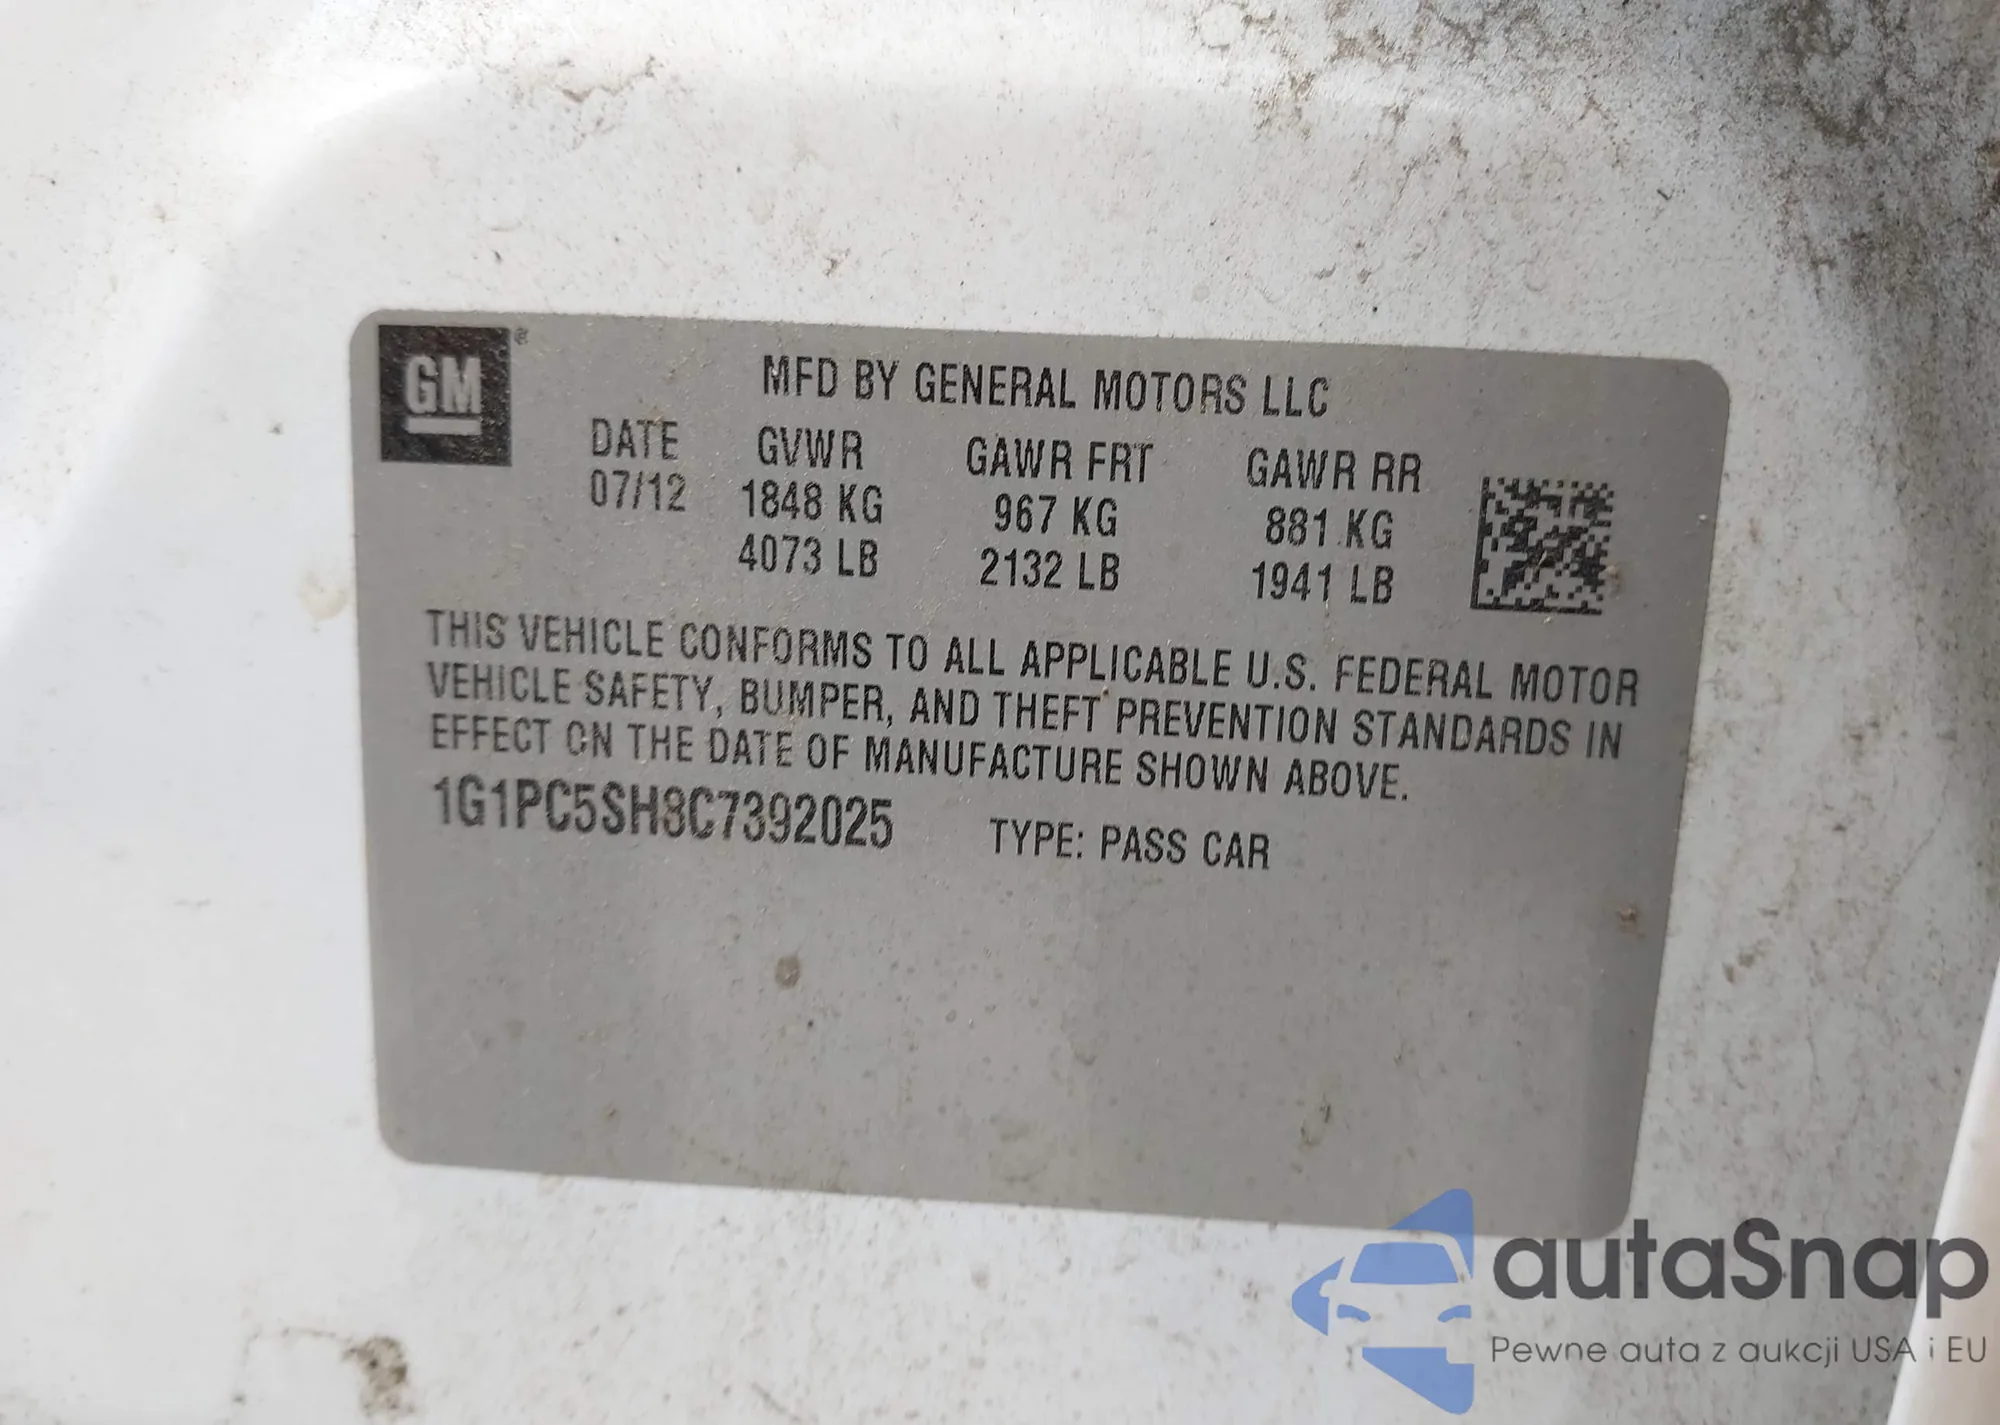 GM ®
MFD BY GENERAL MOTORS LLC
DATE GVWR GAWR FRT GAWR RR
07/12 1848 KG 967 KG 881 KG
4073 LB 2132 LB 1941 LB
THIS VEHICLE CONFORMS TO ALL APPLICABLE U.S. FEDERAL MOTOR
VEHICLE SAFETY, BUMPER, AND THEFT PREVENTION STANDARDS IN
EFFECT ON THE DATE OF MANUFACTURE SHOWN ABOVE.
1G1PC5SH8C7392025 TYPE: PASS CAR
autaSnap
Pewne auta z aukcji USA i EU